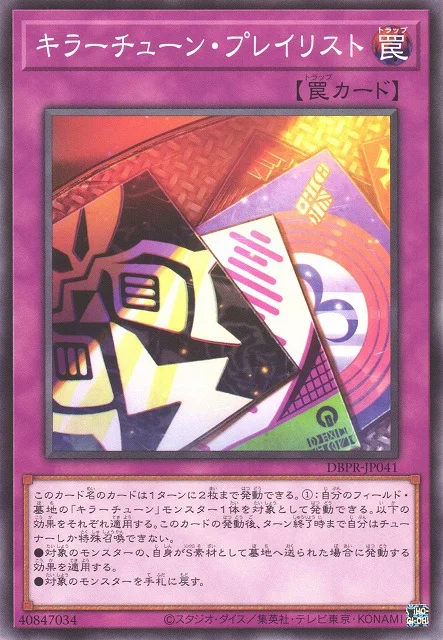 キラーチューン・プレイリスト
罠
トラップ
【罠カード】
トラップ
DBPR-JP041
このカード名のカードは1ターンに2枚まで発動できる。①:自分のフィールド・
墓地の「キラーチューン」モンスター1体を対象として発動できる。以下の
効果をそれぞれ適用する。このカードの発動後、ターン終了時まで自分はチュー
ナーしか特殊召喚できない。
●対象のモンスターの、自身がS素材として墓地へ送られた場合に発動する
効果を適用する。
●対象のモンスターを手札に戻す。
40847034
©スタジオ・ダイス/集英社・テレビ東京・KONAMI